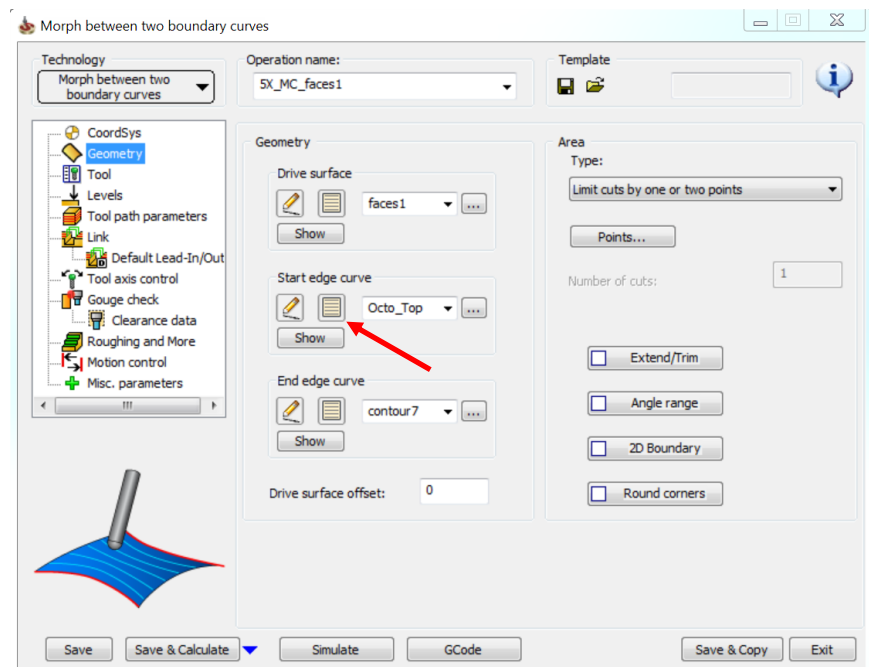 Morph between two boundary curves
Technology
Morph between two
boundary curves
Operation name:
5X_MC_faces1
Template
CoordSys
Geometry
Tool
Levels
Tool path parameters
Link
Default Lead-In/Out
Tool axis control
Gouge check
Clearance data
Roughing and More
Motion control
Misc. parameters
Geometry
Drive surface
faces1
...
Show
Start edge curve
Octo_Top
...
Show
End edge curve
contour7
...
Show
Drive surface offset:
0
Area
Type:
Limit cuts by one or two points
Points...
Number of cuts:
1
Extend/Trim
Angle range
2D Boundary
Round corners
Save
Save & Calculate
Simulate
GCode
Save & Copy
Exit